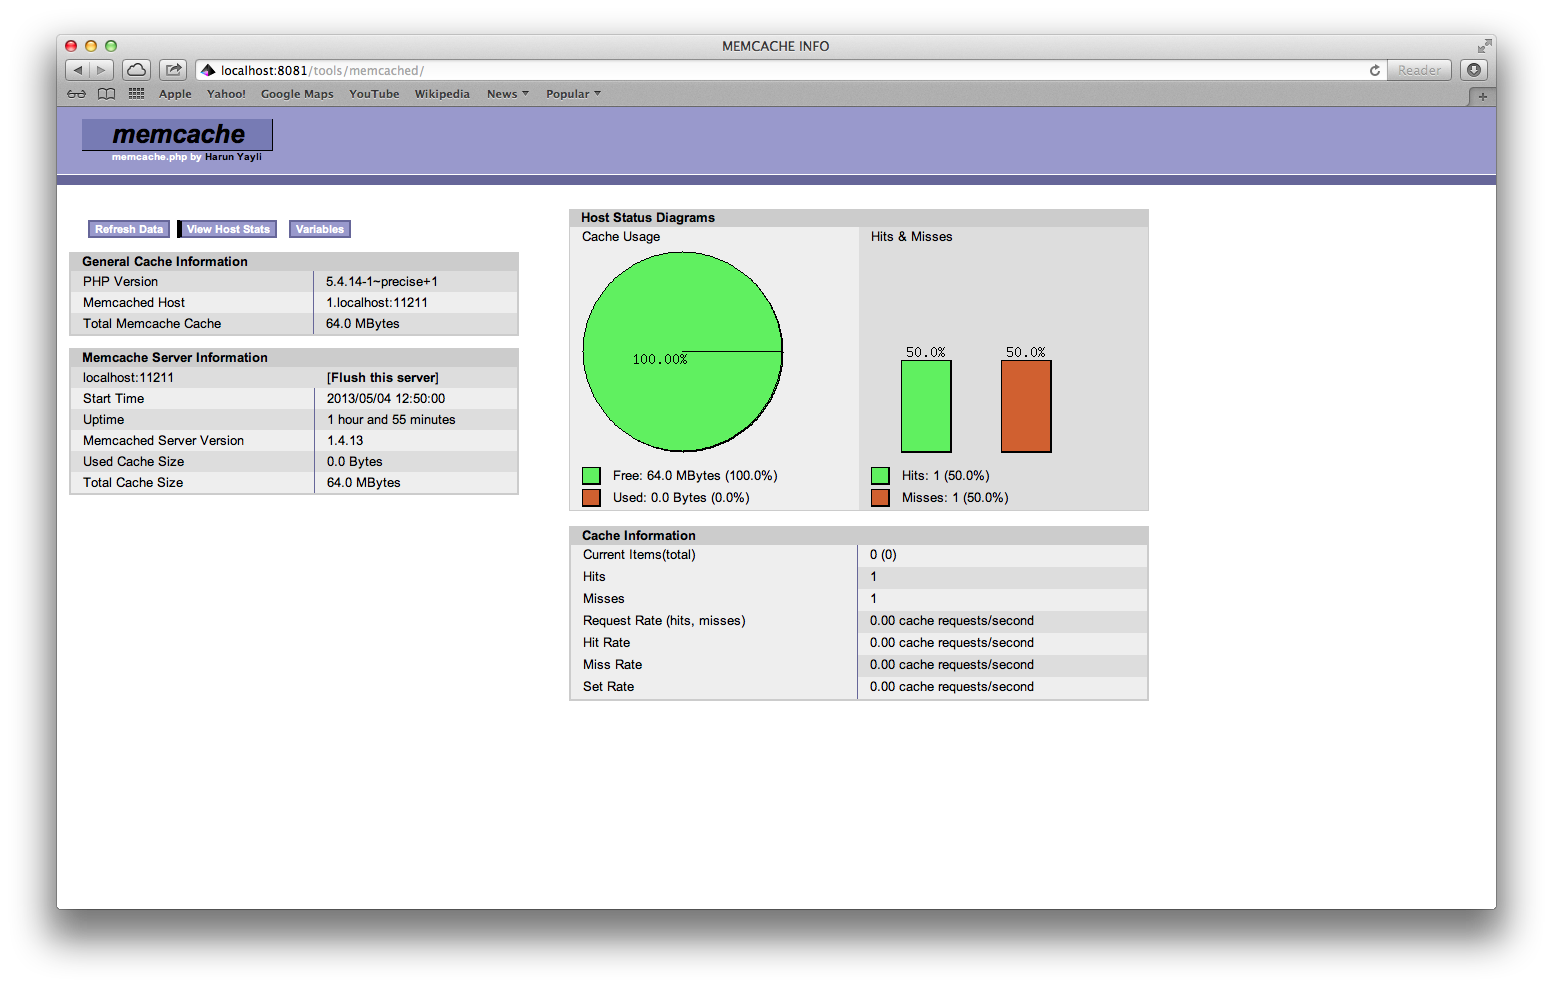 MEMCACHE INFO
localhost:8081/tools/memcached/
Reader
Apple Yahoo! Google Maps YouTube Wikipedia News Popular
memcache
memcache.php by Harun Yayli
Refresh Data View Host Stats Variables
General Cache Information
PHP Version 5.4.14-1~precise+1
Memcached Host 1.localhost:11211
Total Memcache Cache 64.0 MBytes
Memcache Server Information
localhost:11211 [Flush this server]
Start Time 2013/05/04 12:50:00
Uptime 1 hour and 55 minutes
Memcached Server Version 1.4.13
Used Cache Size 0.0 Bytes
Total Cache Size 64.0 MBytes
Host Status Diagrams
Cache Usage Hits & Misses
100.00%
50.0% 50.0%
Free: 64.0 MBytes (100.0%) Hits: 1 (50.0%)
Used: 0.0 Bytes (0.0%) Misses: 1 (50.0%)
Cache Information
Current Items(total) 0 (0)
Hits 1
Misses 1
Request Rate (hits, misses) 0.00 cache requests/second
Hit Rate 0.00 cache requests/second
Miss Rate 0.00 cache requests/second
Set Rate 0.00 cache requests/second